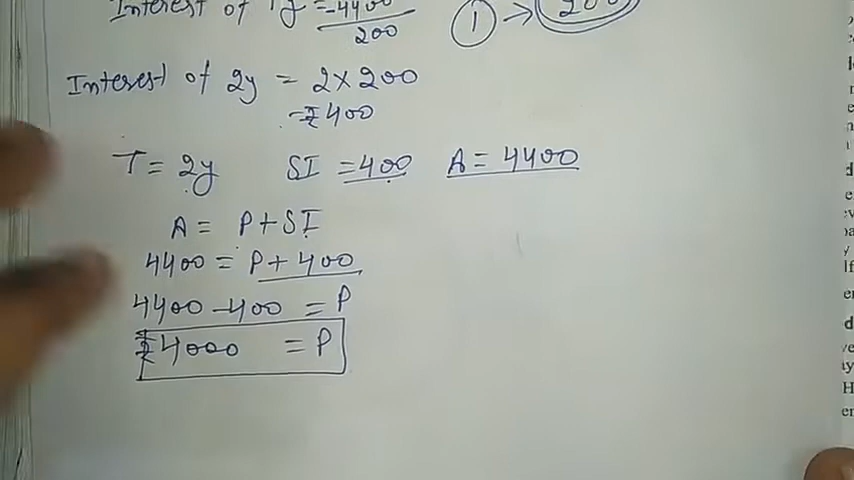 Interest of 1y = -4400
200
① → 200
Interest of 2y = 2×200
= ₹400
T= 2y SI =400 A= 4400
A= P+SI
4400= P+400
4400-400 = P
₹4000 = P